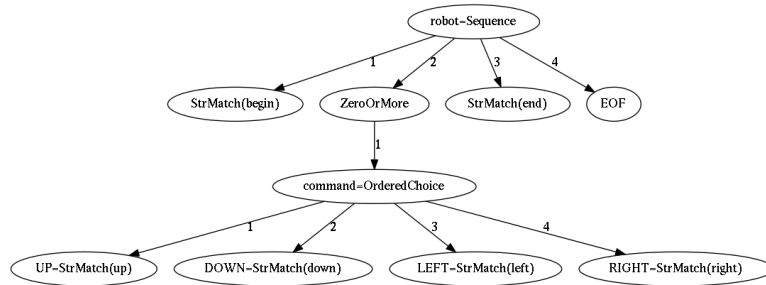 robot=Sequence
1 2 3 4
StrMatch(begin) ZeroOrMore StrMatch(end) EOF
1
command=OrderedChoice
1 2 3 4
UP=StrMatch(up) DOWN=StrMatch(down) LEFT=StrMatch(left) RIGHT=StrMatch(right)